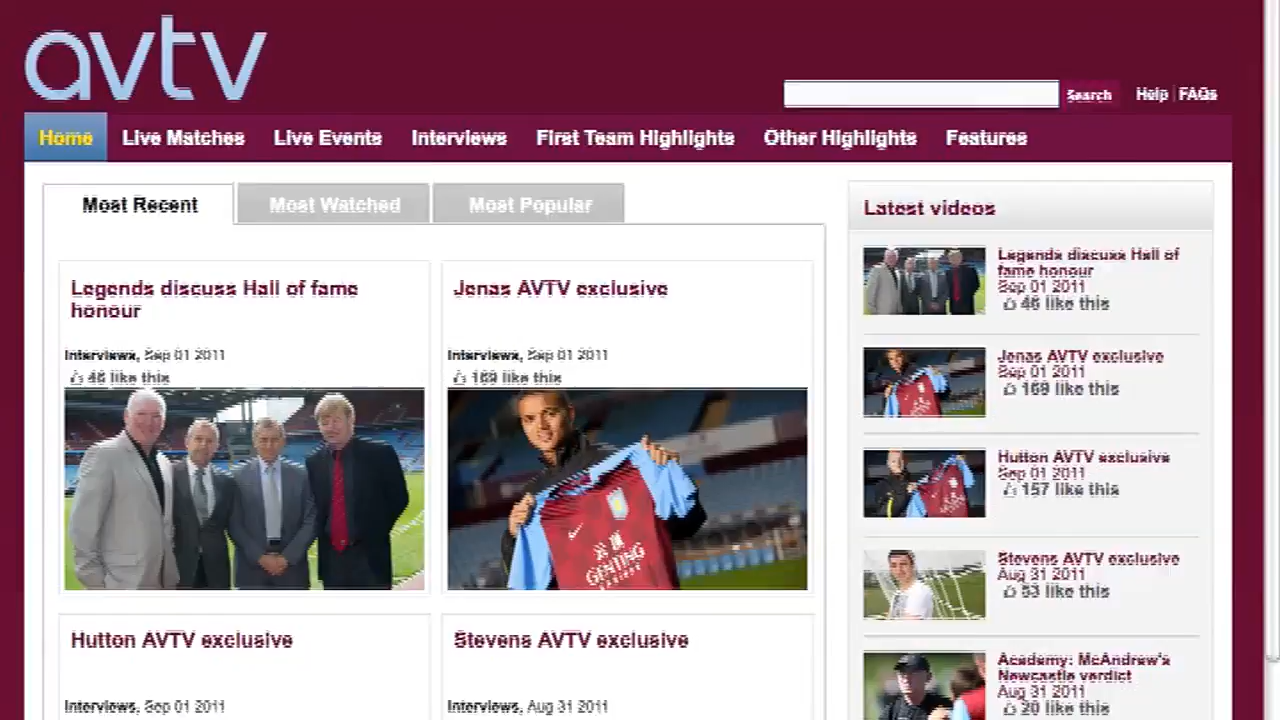 avtv
Search Help FAQs
Home Live Matches Live Events Interviews First Team Highlights Other Highlights Features
Most Recent Most Watched Most Popular
Legends discuss Hall of fame
honour
Interviews, Sep 01 2011
46 like this
Jenas AVTV exclusive
Interviews, Sep 01 2011
169 like this
GENTING
Hutton AVTV exclusive
Interviews, Sep 01 2011
Stevens AVTV exclusive
Interviews, Aug 31 2011
Latest videos
Legends discuss Hall of
fame honour
Sep 01 2011
46 like this
Jenas AVTV exclusive
Sep 01 2011
169 like this
Hutton AVTV exclusive
Sep 01 2011
157 like this
Stevens AVTV exclusive
Aug 31 2011
53 like this
Academy: McAndrew's
Newcastle verdict
Aug 31 2011
20 like this